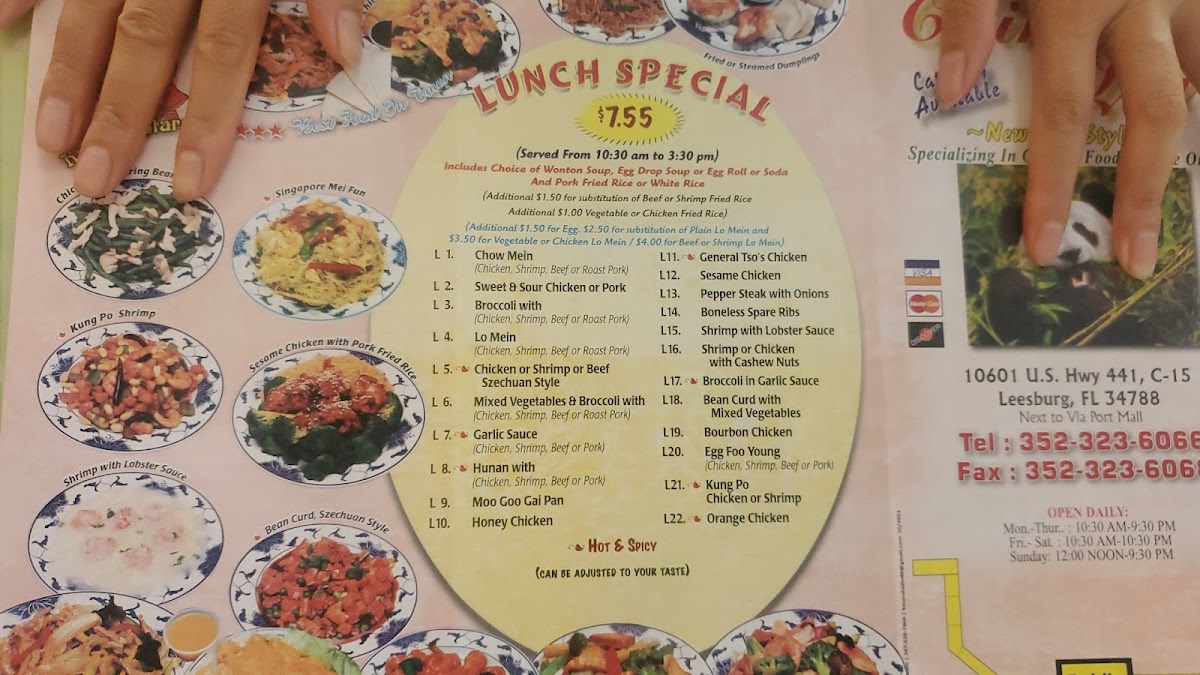 Fried or Steamed Dumplings
Best Food In Town
Singapore Mei Fun
Kung Po Shrimp
Sesame Chicken with Pork Fried Rice
Shrimp with Lobster Sauce
Bean Curd, Szechuan Style
LUNCH SPECIAL
$7.55
(Served From 10:30 am to 3:30 pm)
Includes Choice of Wonton Soup, Egg Drop Soup or Egg Roll or Soda
And Pork Fried Rice or White Rice
(Additional $1.50 for substitution of Beef or Shrimp Fried Rice
Additional $1.00 Vegetable or Chicken Fried Rice)
(Additional $1.50 for Egg. $2.50 for substitution of Plain Lo Mein and
$3.50 for Vegetable or Chicken Lo Mein / $4.00 for Beef or Shrimp Lo Mein)
L 1. Chow Mein
(Chicken, Shrimp, Beef or Roast Pork)
L 2. Sweet & Sour Chicken or Pork
L 3. Broccoli with
(Chicken, Shrimp, Beef or Roast Pork)
L 4. Lo Mein
(Chicken, Shrimp, Beef or Roast Pork)
L 5. Chicken or Shrimp or Beef
Szechuan Style
L 6. Mixed Vegetables & Broccoli with
(Chicken, Shrimp, Beef or Roast Pork)
L 7. Garlic Sauce
(Chicken, Shrimp, Beef or Pork)
L 8. Hunan with
(Chicken, Shrimp, Beef or Pork)
L 9. Moo Goo Gai Pan
L10. Honey Chicken
L11. General Tso's Chicken
L12. Sesame Chicken
L13. Pepper Steak with Onions
L14. Boneless Spare Ribs
L15. Shrimp with Lobster Sauce
L16. Shrimp or Chicken
with Cashew Nuts
L17. Broccoli in Garlic Sauce
L18. Bean Curd with
Mixed Vegetables
L19. Bourbon Chicken
L20. Egg Foo Young
(Chicken, Shrimp, Beef or Pork)
L21. Kung Po
Chicken or Shrimp
L22. Orange Chicken
HOT & SPICY
(CAN BE ADJUSTED TO YOUR TASTE)
Specializing In
VISA
Master Card
DISCOVER
10601 U.S. Hwy 441, C-15
Leesburg, FL 34788
Next to Via Port Mall
Tel : 352-323-6066
Fax : 352-323-606
OPEN DAILY:
Mon.-Thur.. : 10:30 AM-9:30 PM
Fri.- Sat. : 10:30 AM-10:30 PM
Sunday: 12:00 NOON-9:30 PM